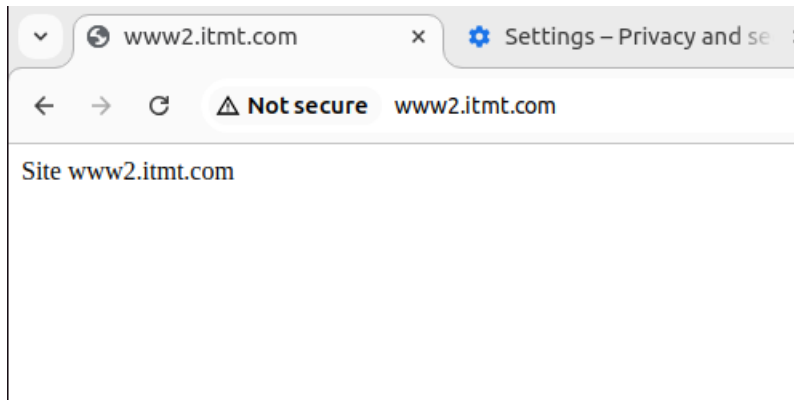 www2.itmt.com
Settings – Privacy and se
Not secure www2.itmt.com
Site www2.itmt.com